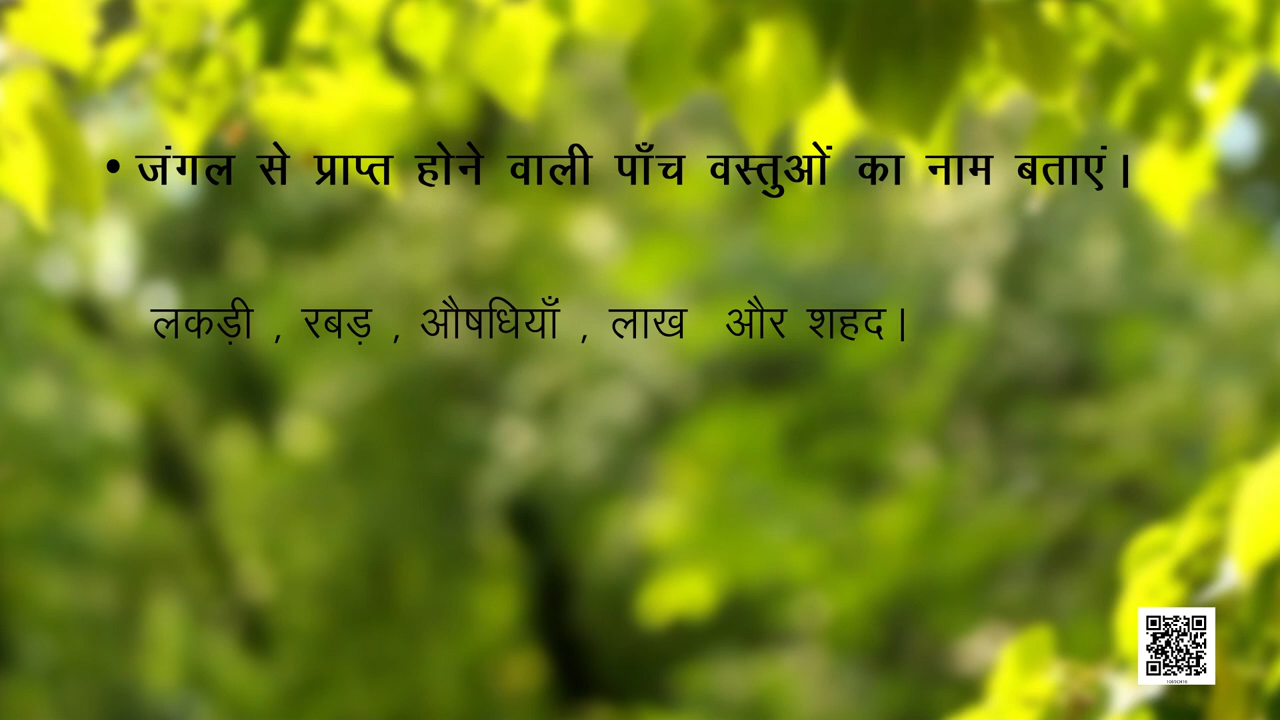 • जंगल से प्राप्त होने वाली पाँच वस्तुओं का नाम बताएं।
लकड़ी , रबड़ , औषधियाँ , लाख और शहद।